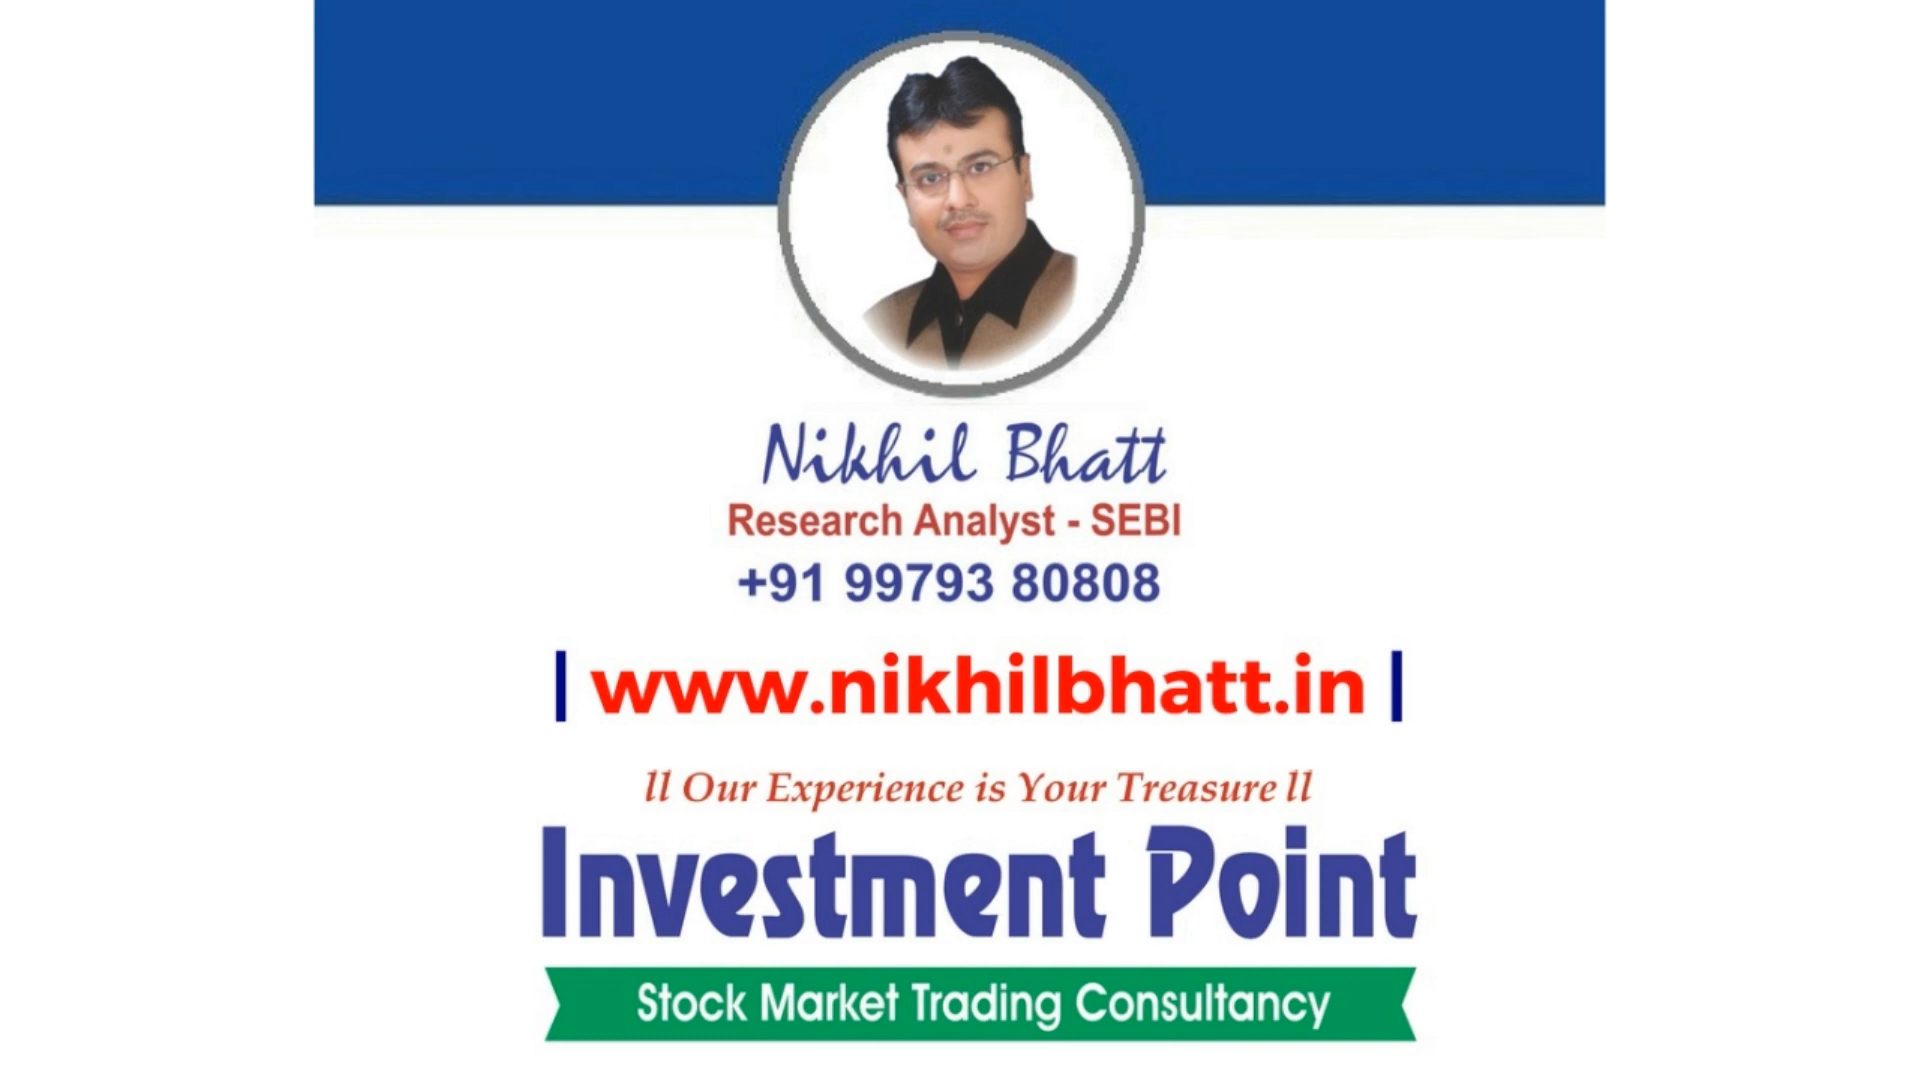 Nikhil Bhatt
Research Analyst - SEBI
+91 99793 80808
| www.nikhilbhatt.in |
ll Our Experience is Your Treasure ll
Investment Point
Stock Market Trading Consultancy